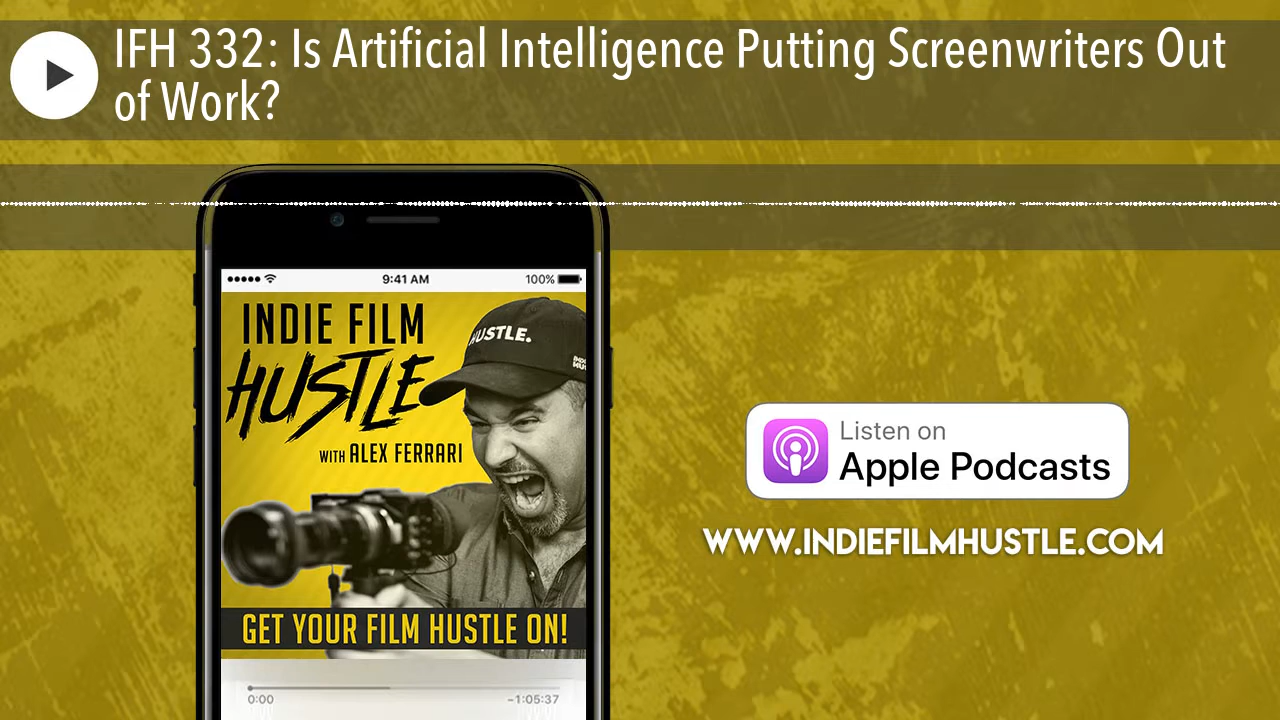 IFH 332: Is Artificial Intelligence Putting Screenwriters Out
of Work?
9:41 AM
100%
INDIE FILM
HUSTLE
HUSTLE.
WITH ALEX FERRARI
GET YOUR FILM HUSTLE ON!
0:00
-1:05:37
Listen on
Apple Podcasts
WWW.INDIEFILMHUSTLE.COM